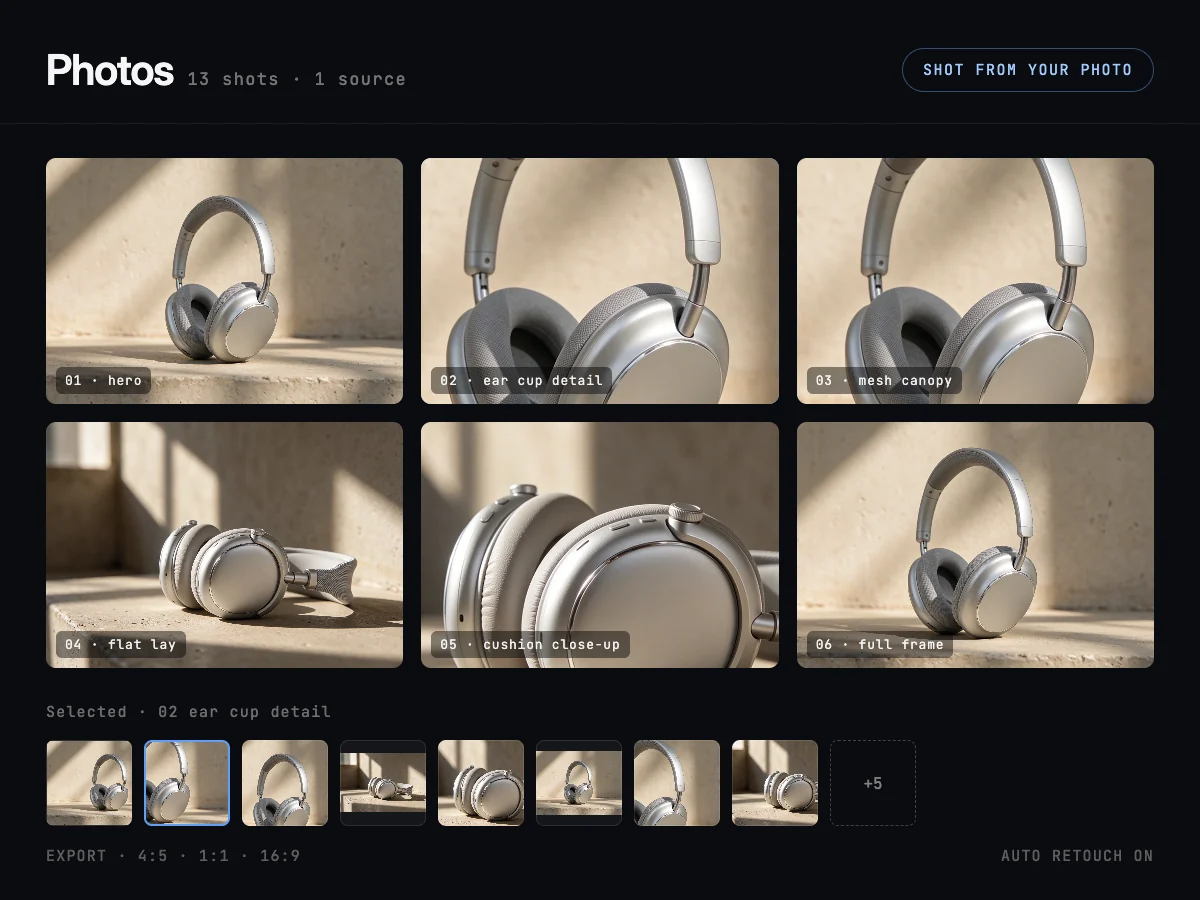 Photos 13 shots · 1 source
SHOT FROM YOUR PHOTO
01 · hero
02 · ear cup detail
03 · mesh canopy
04 · flat lay
05 · cushion close-up
06 · full frame
Selected · 02 ear cup detail
+5
EXPORT · 4:5 · 1:1 · 16:9
AUTO RETOUCH ON